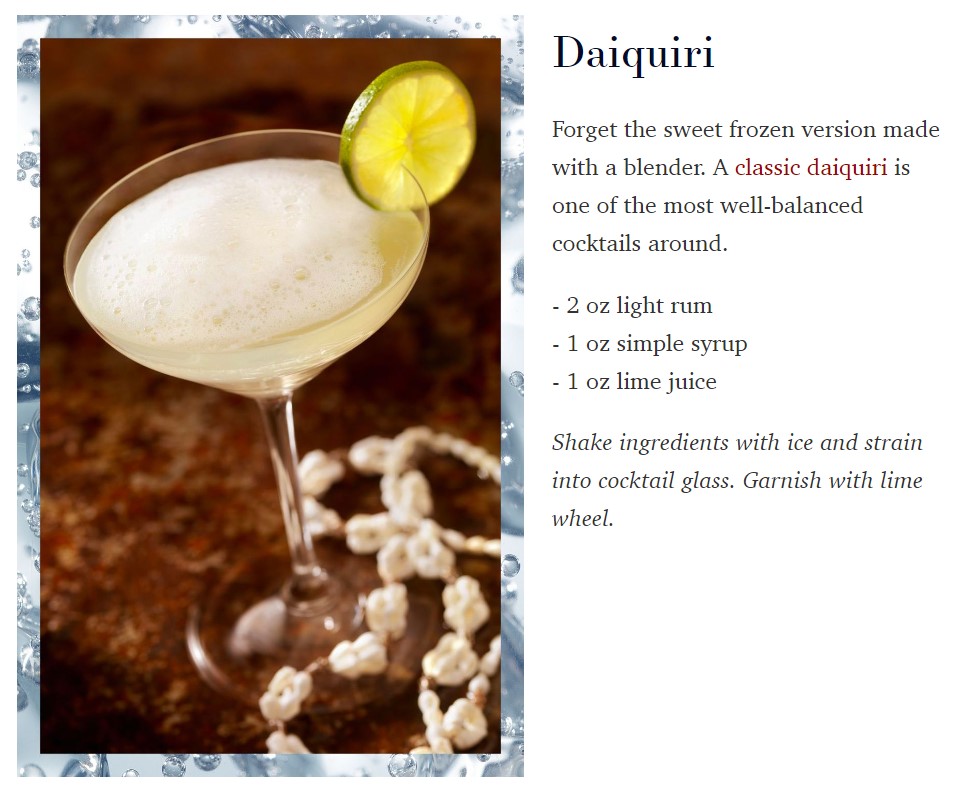 Daiquiri
Forget the sweet frozen version made
with a blender. A classic daiquiri is
one of the most well-balanced
cocktails around.
- 2 oz light rum
- 1 oz simple syrup
- 1 oz lime juice
Shake ingredients with ice and strain
into cocktail glass. Garnish with lime
wheel.